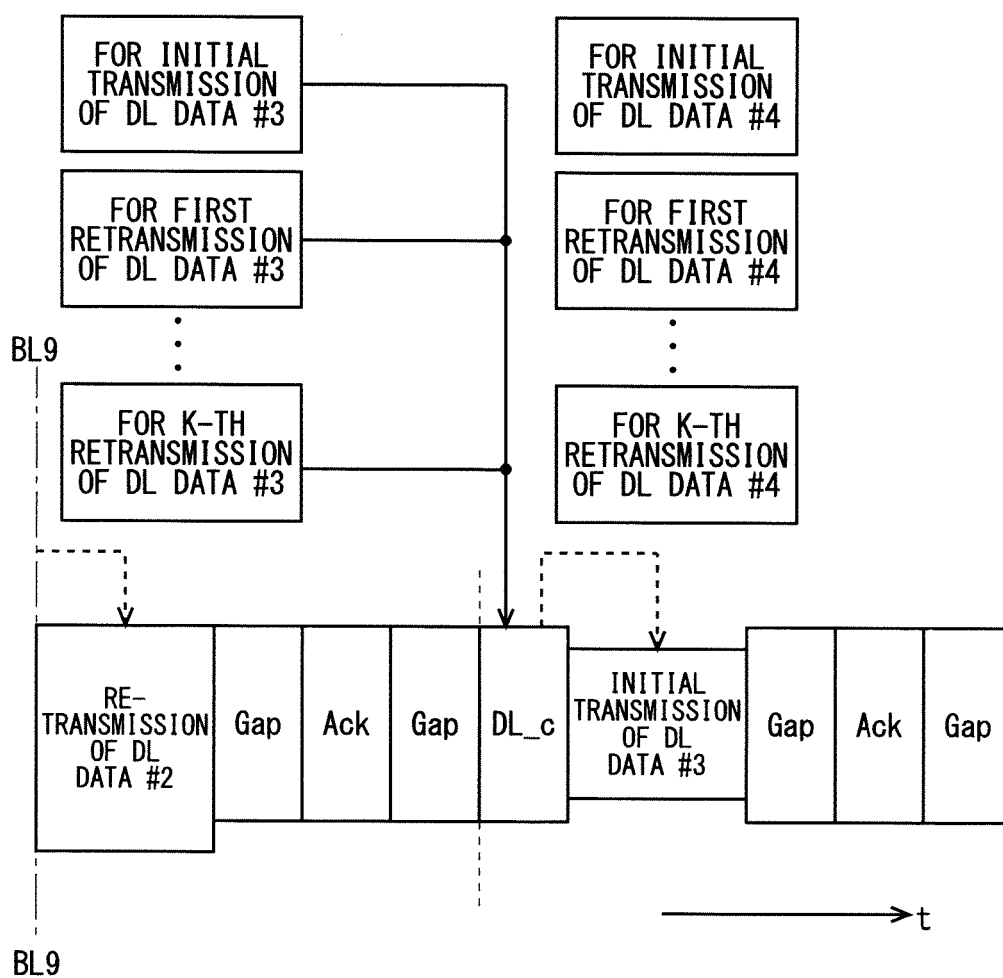 FOR INITIAL
TRANSMISSION
OF DL DATA #3
FOR INITIAL
TRANSMISSION
OF DL DATA #4
FOR FIRST
RETRANSMISSION
OF DL DATA #3
FOR FIRST
RETRANSMISSION
OF DL DATA #4
BL9
FOR K-TH
RETRANSMISSION
OF DL DATA #3
FOR K-TH
RETRANSMISSION
OF DL DATA #4
RE-
TRANSMISSION
OF DL
DATA #2
Gap
Ack
Gap
DL_c
INITIAL
TRANSMISSION
OF DL
DATA #3
Gap
Ack
Gap
t
BL9